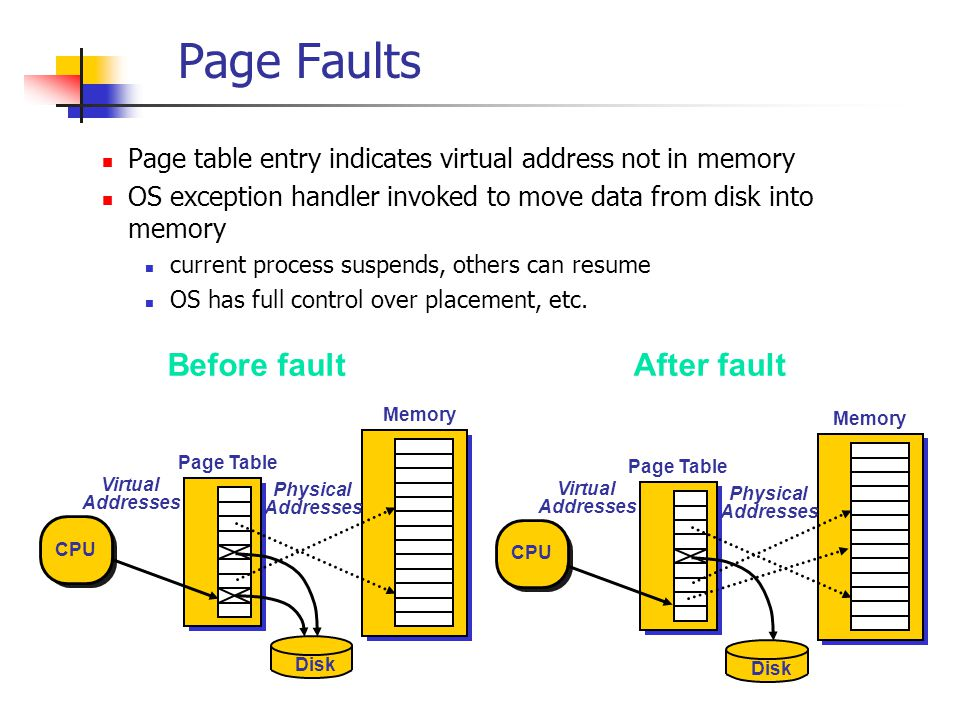 Page Faults
Page table entry indicates virtual address not in memory
OS exception handler invoked to move data from disk into
memory
current process suspends, others can resume
OS has full control over placement, etc.
Before fault
Memory
Page Table
Virtual
Addresses
Physical
Addresses
CPU
Disk
After fault
Memory
Page Table
Virtual
Addresses
Physical
Addresses
CPU
Disk